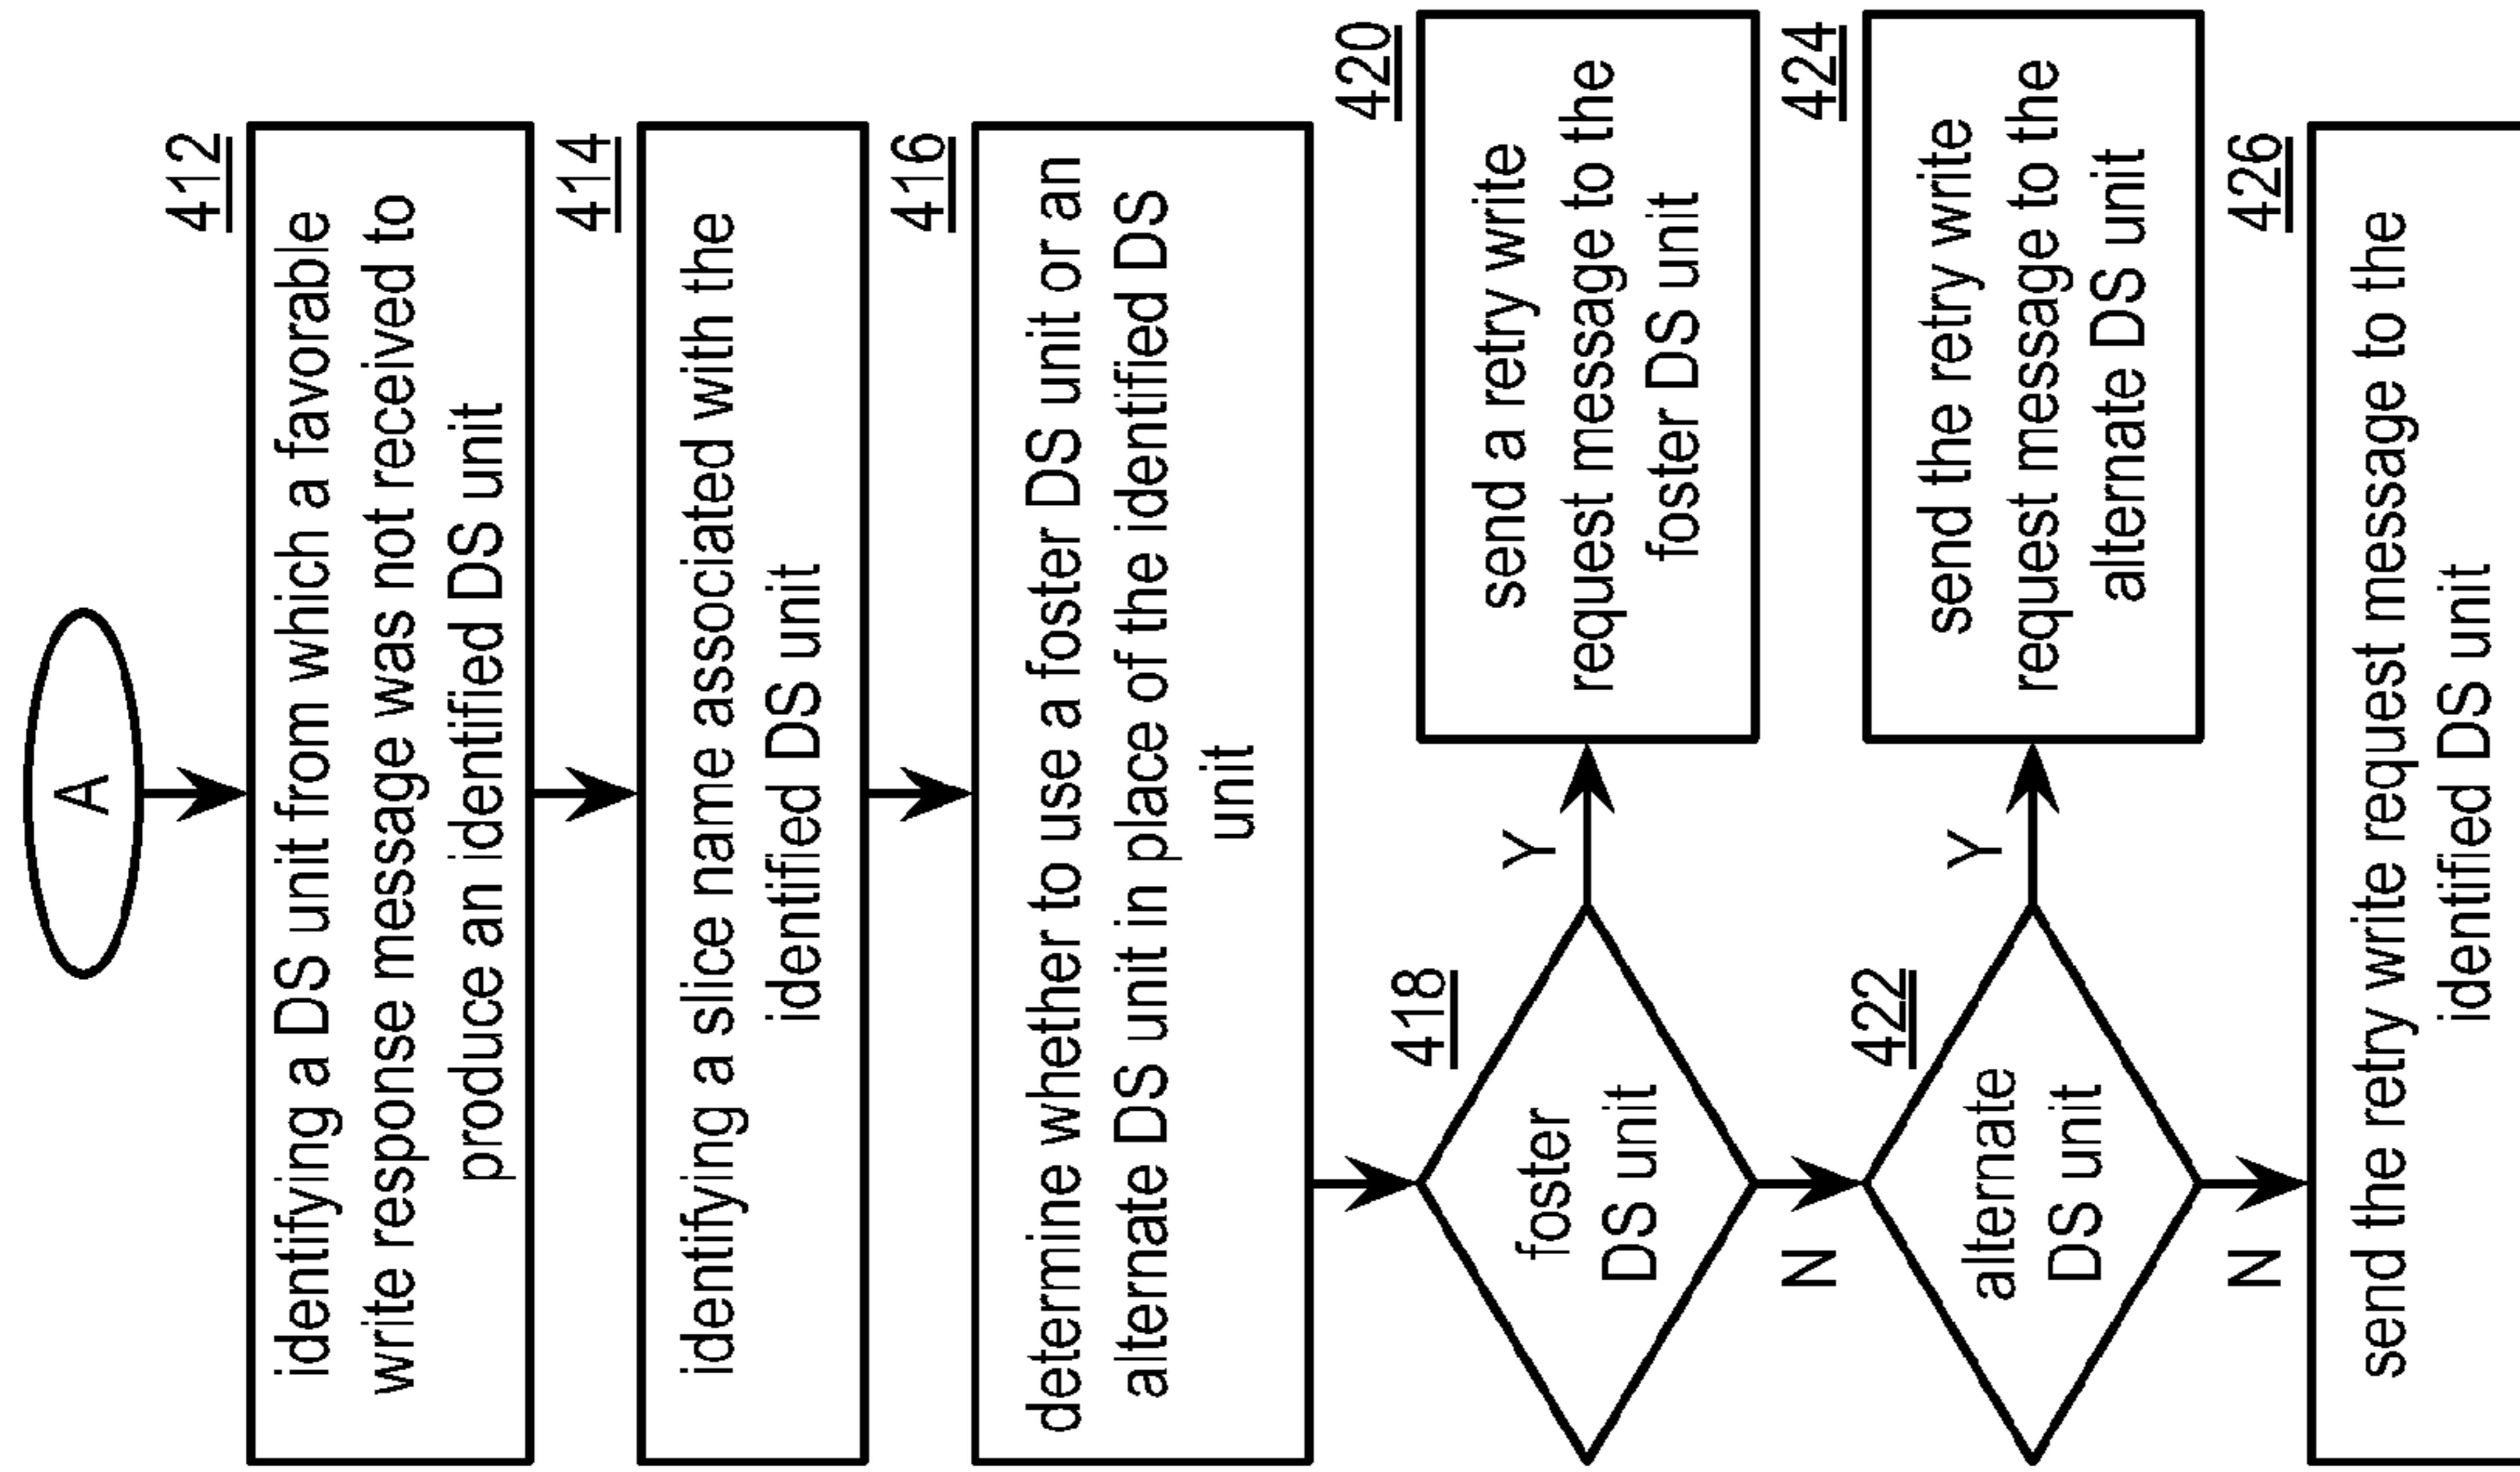 A
412
identifying a DS unit from which a favorable
write response message was not received to
produce an identified DS unit
414
identifying a slice name associated with the
identified DS unit
416
determine whether to use a foster DS unit or an
alternate DS unit in place of the identified DS
unit
418
foster
DS unit
Y
420
send a retry write
request message to the
foster DS unit
N
422
alternate
DS unit
Y
424
send the retry write
request message to the
alternate DS unit
N
426
send the retry write request message to the
identified DS unit